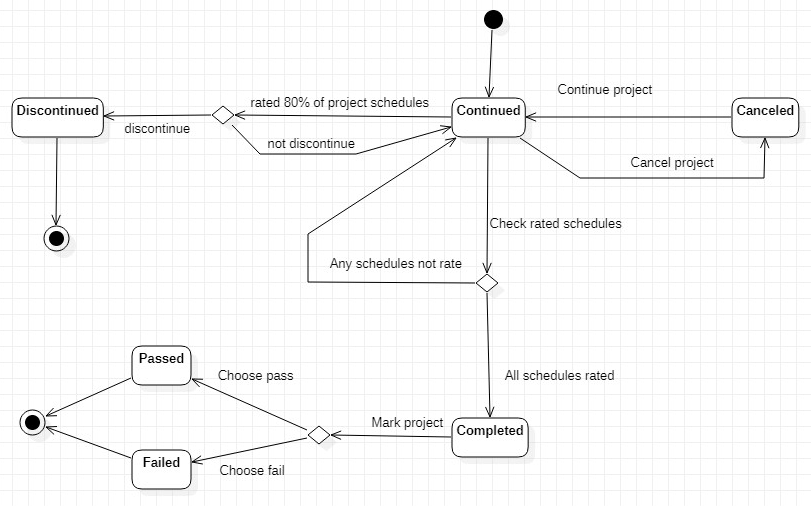 Continue project
rated 80% of project schedules
Discontinued
Continued
Canceled
discontinue
not discontinue
Cancel project
Check rated schedules
Any schedules not rate
Passed
Choose pass
All schedules rated
Mark project
Completed
Failed
Choose fail